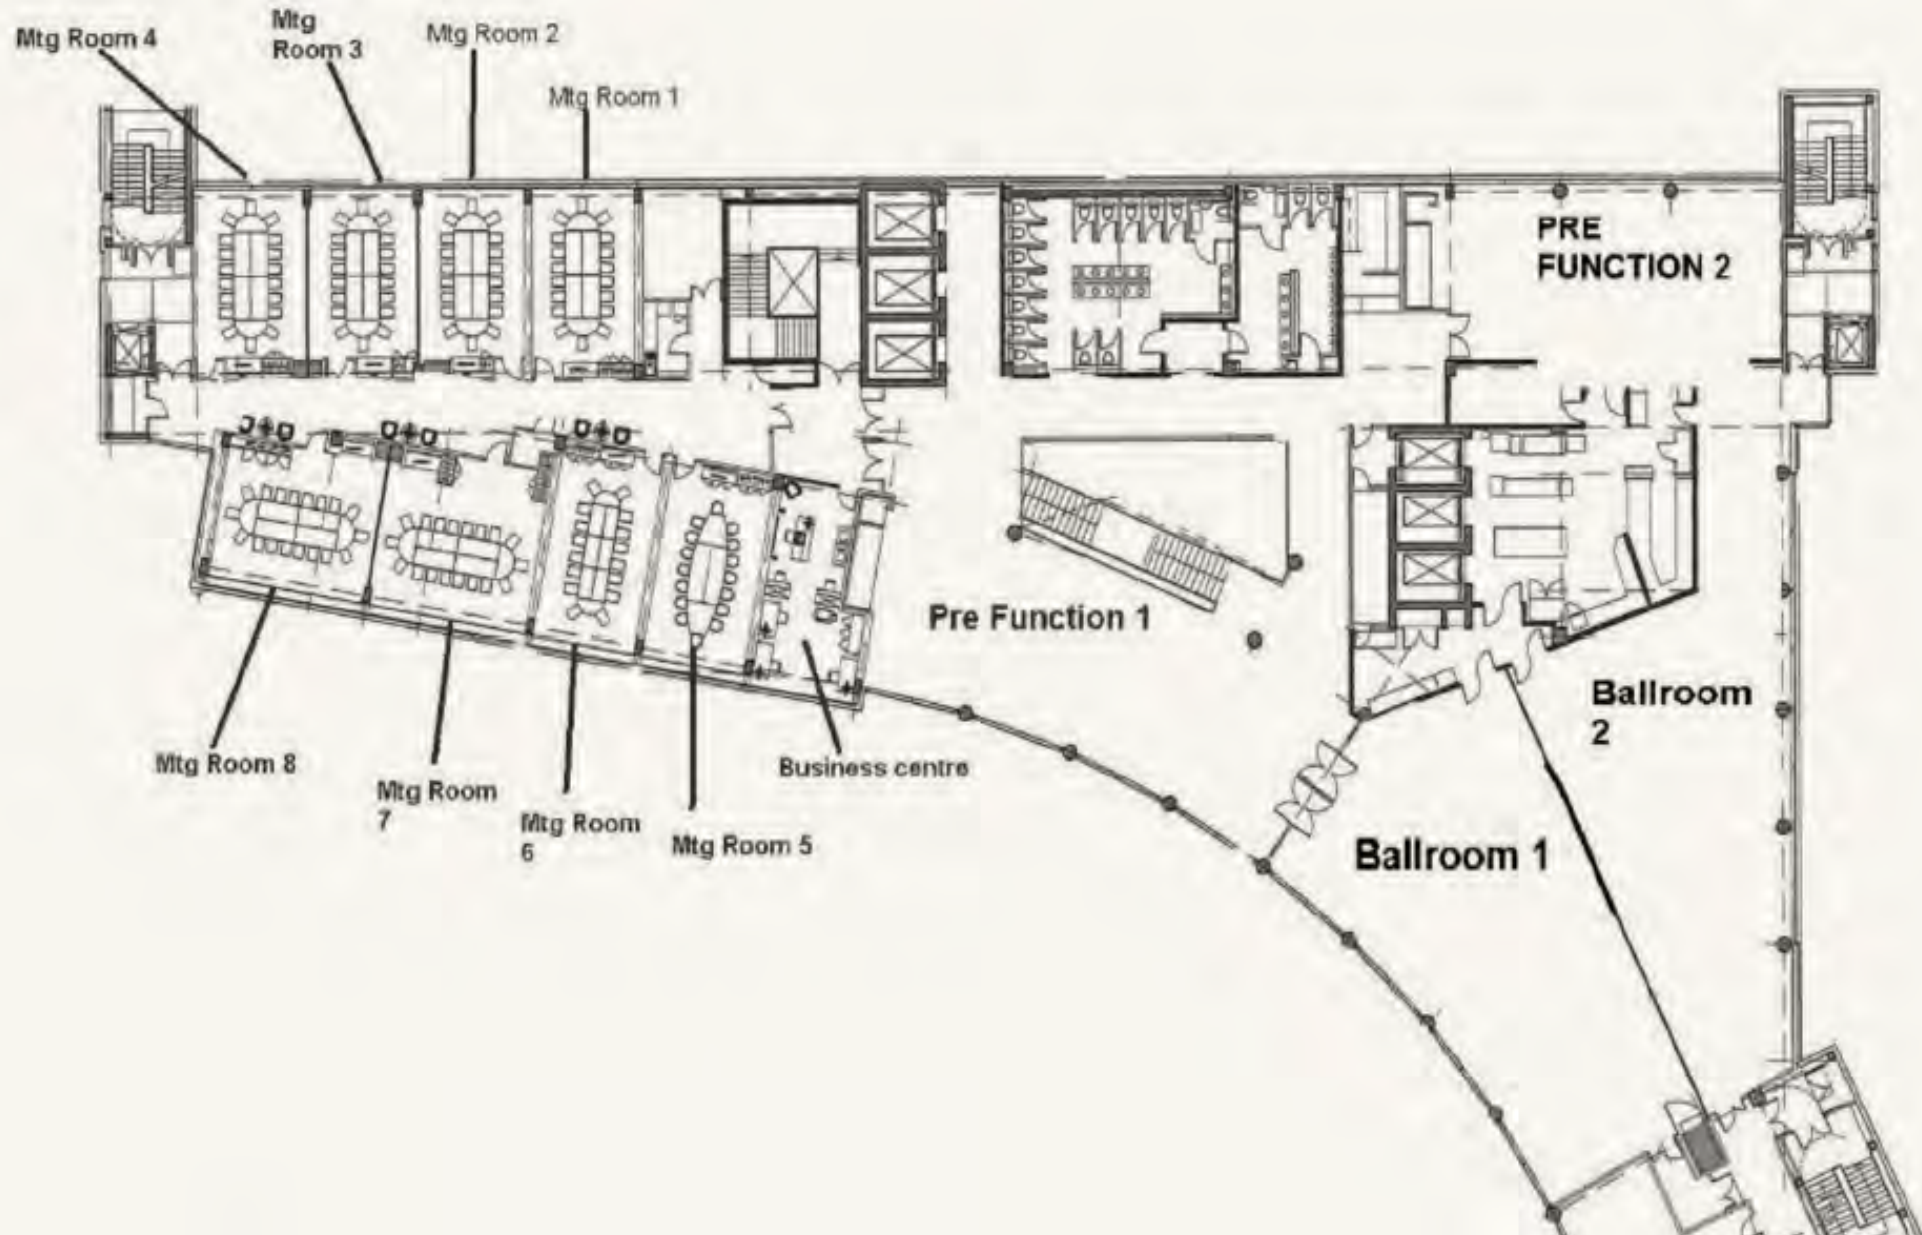 Mtg Room 4
Mtg
Room 3
Mtg Room 2
Mtg Room 1
PRE
FUNCTION 2
Pre Function 1
Ballroom
2
Ballroom 1
Mtg Room 8
Mtg Room
7
Mtg Room
6
Mtg Room 5
Business centre